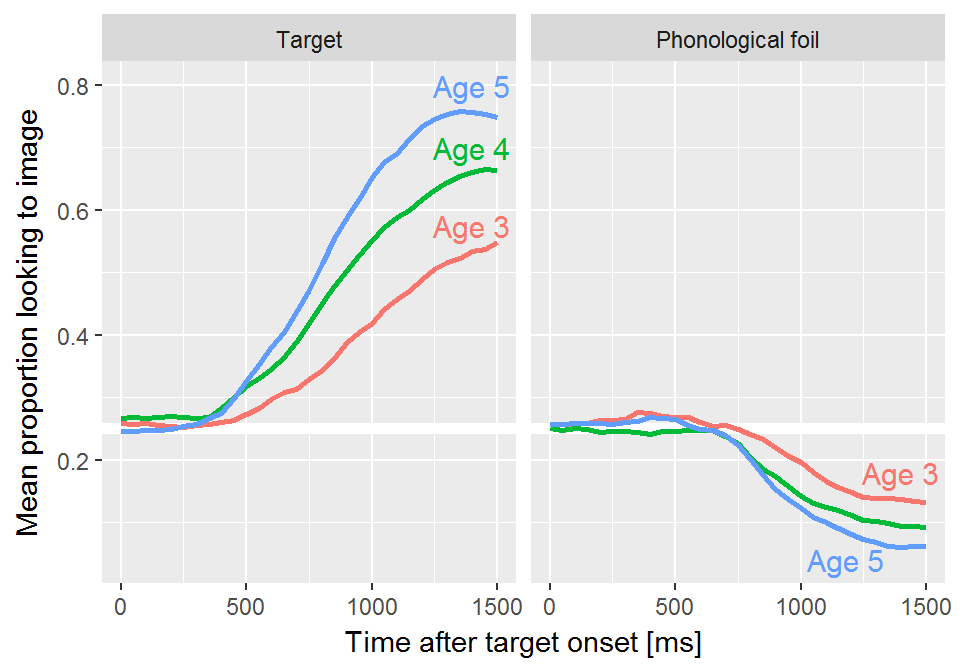 Target
Phonological foil
Mean proportion looking to image
0.8
0.6
0.4
0.2
Age 5
Age 4
Age 3
Age 3
Age 5
0 500 1000 1500
0 500 1000 1500
Time after target onset [ms]